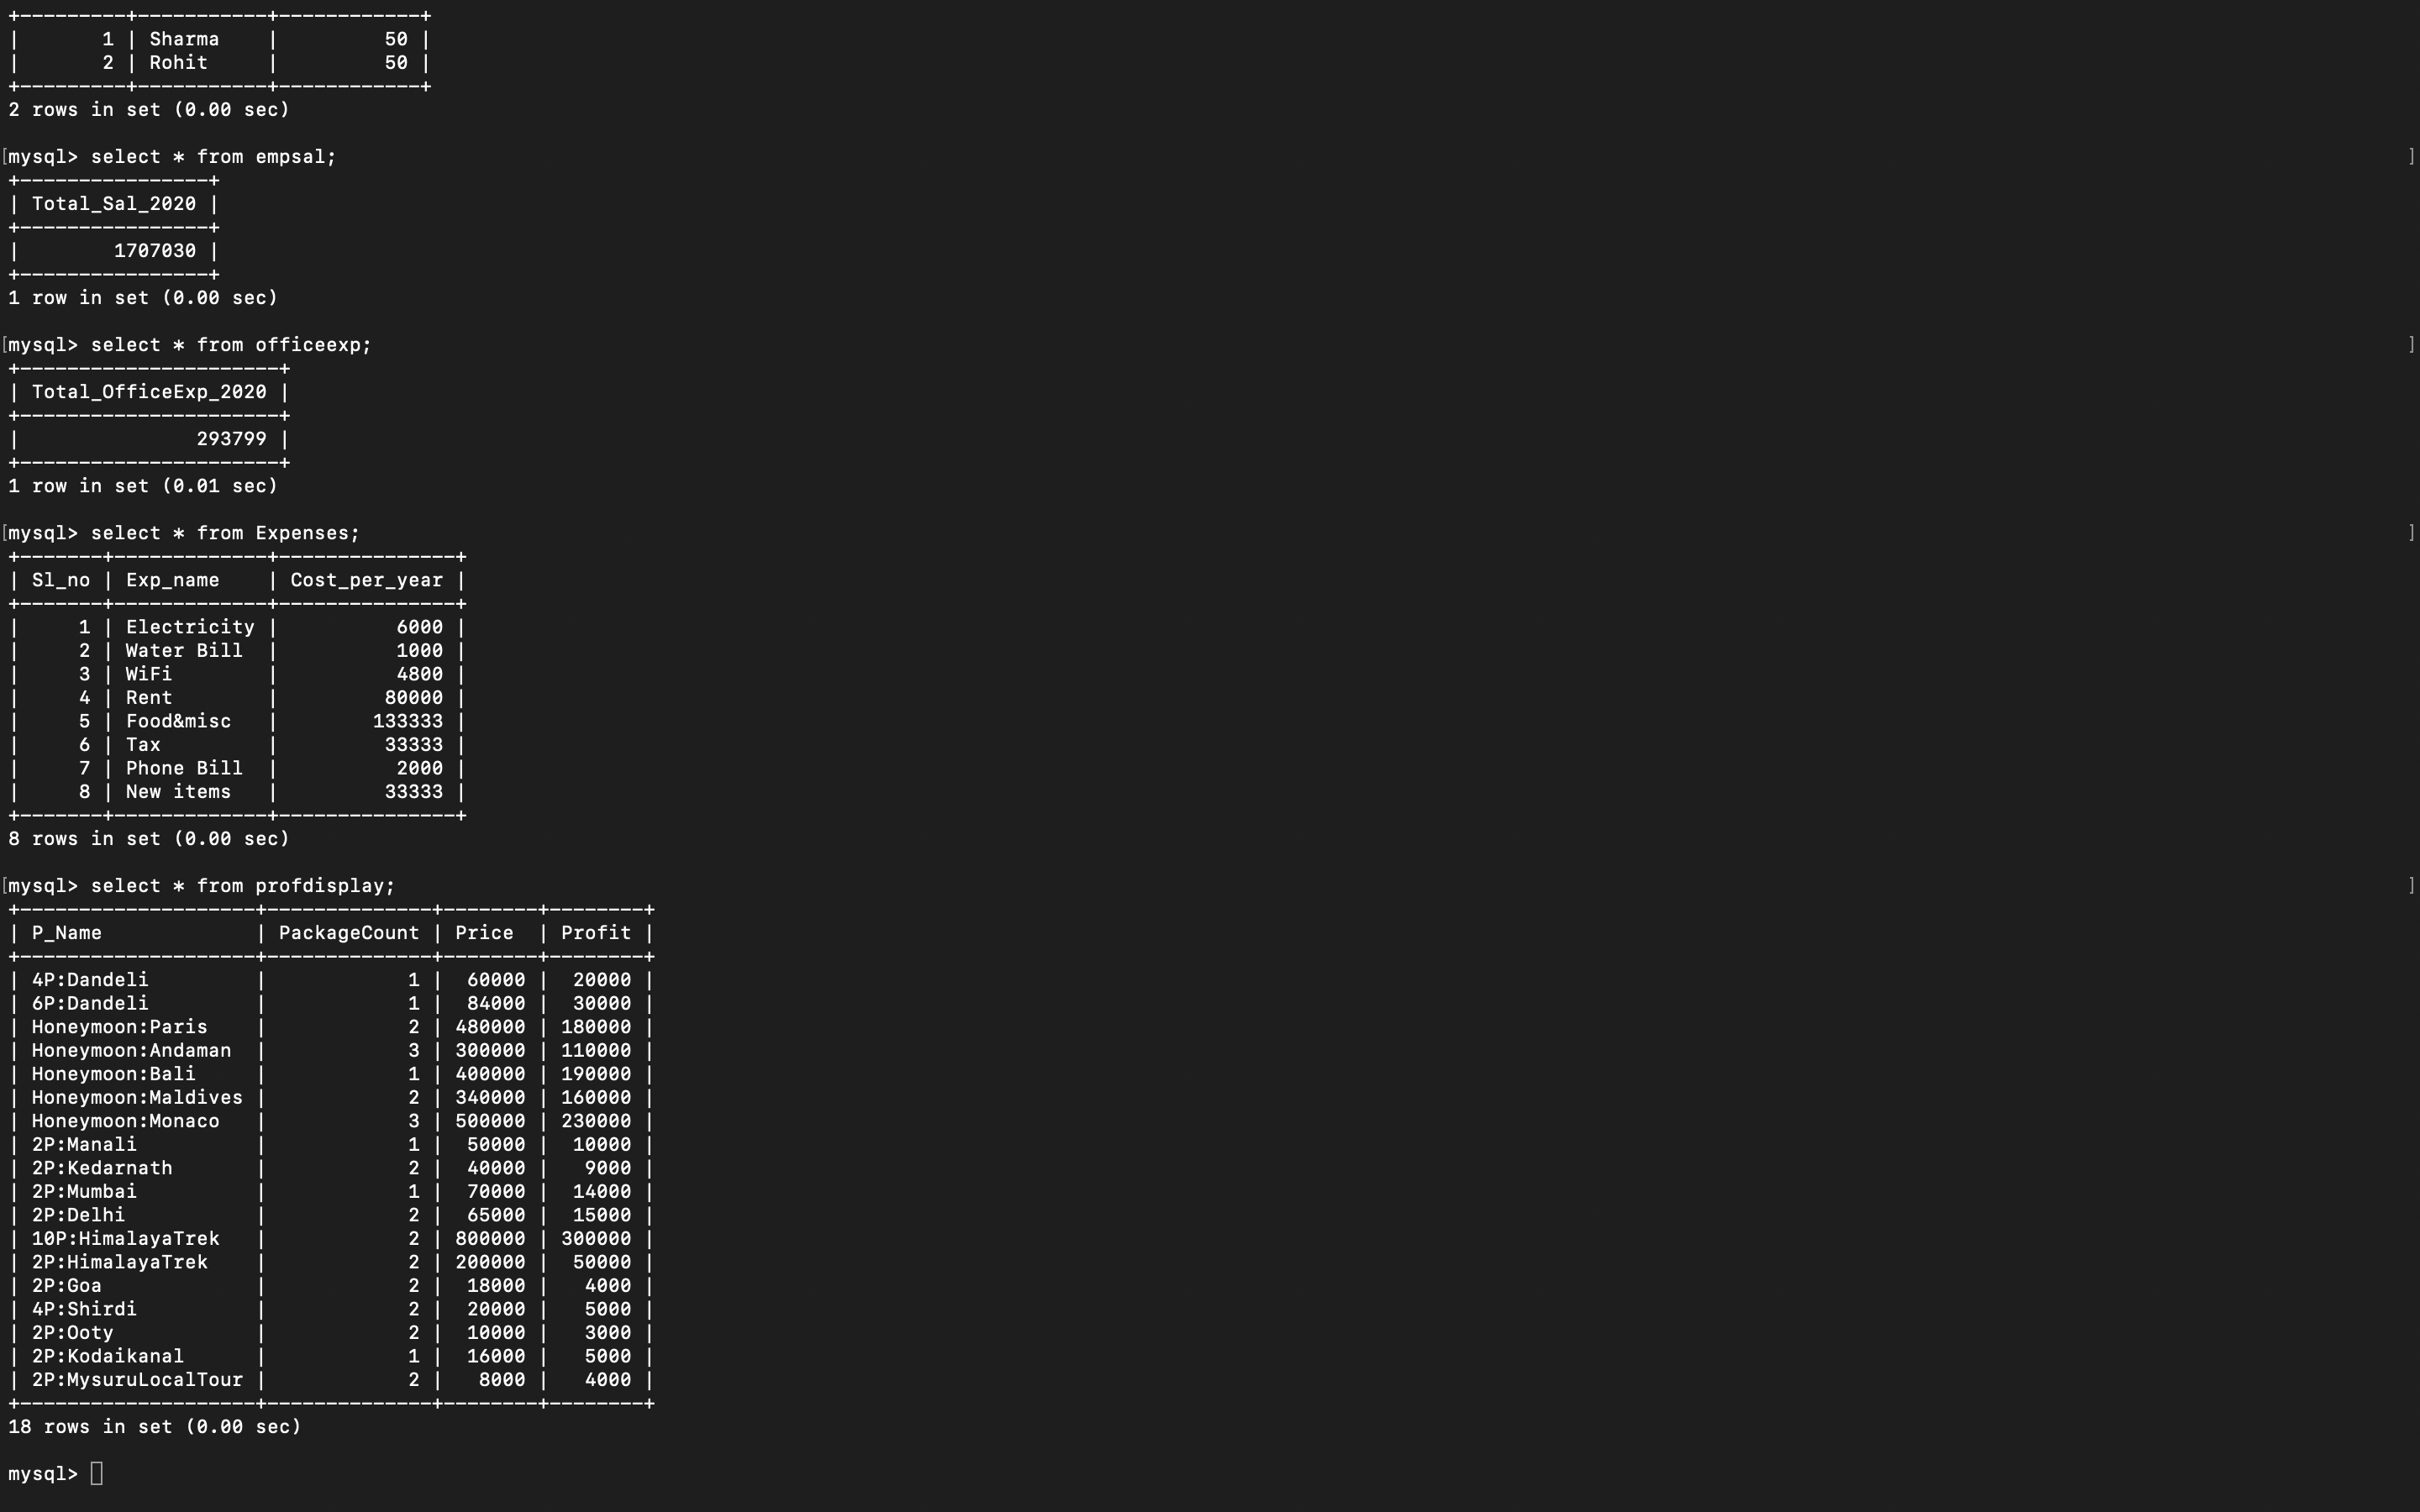 +---------+-----------+------------+
|       1 | Sharma    |         50 |
|       2 | Rohit     |         50 |
+---------+-----------+------------+
2 rows in set (0.00 sec)
[mysql> select * from empsal; ]
+----------------+
| Total_Sal_2020 |
+----------------+
|        1707030 |
+----------------+
1 row in set (0.00 sec)
[mysql> select * from officeexp; ]
+----------------------+
| Total_OfficeExp_2020 |
+----------------------+
|               293799 |
+----------------------+
1 row in set (0.01 sec)
[mysql> select * from Expenses; ]
+-------+-------------+---------------+
| Sl_no | Exp_name    | Cost_per_year |
+-------+-------------+---------------+
|     1 | Electricity |          6000 |
|     2 | Water Bill  |          1000 |
|     3 | WiFi        |          4800 |
|     4 | Rent        |         80000 |
|     5 | Food&misc   |        133333 |
|     6 | Tax         |         33333 |
|     7 | Phone Bill  |          2000 |
|     8 | New items   |         33333 |
+-------+-------------+---------------+
8 rows in set (0.00 sec)
[mysql> select * from profdisplay; ]
+--------------------+--------------+--------+--------+
| P_Name             | PackageCount | Price  | Profit |
+--------------------+--------------+--------+--------+
| 4P:Dandeli         |            1 |  60000 |  20000 |
| 6P:Dandeli         |            1 |  84000 |  30000 |
| Honeymoon:Paris    |            2 | 480000 | 180000 |
| Honeymoon:Andaman  |            3 | 300000 | 110000 |
| Honeymoon:Bali     |            1 | 400000 | 190000 |
| Honeymoon:Maldives |            2 | 340000 | 160000 |
| Honeymoon:Monaco   |            3 | 500000 | 230000 |
| 2P:Manali          |            1 |  50000 |  10000 |
| 2P:Kedarnath       |            2 |  40000 |   9000 |
| 2P:Mumbai          |            1 |  70000 |  14000 |
| 2P:Delhi           |            2 |  65000 |  15000 |
| 10P:HimalayaTrek   |            2 | 800000 | 300000 |
| 2P:HimalayaTrek    |            2 | 200000 |  50000 |
| 2P:Goa             |            2 |  18000 |   4000 |
| 4P:Shirdi          |            2 |  20000 |   5000 |
| 2P:Ooty            |            2 |  10000 |   3000 |
| 2P:Kodaikanal      |            1 |  16000 |   5000 |
| 2P:MysuruLocalTour |            2 |   8000 |   4000 |
+--------------------+--------------+--------+--------+
18 rows in set (0.00 sec)
mysql>